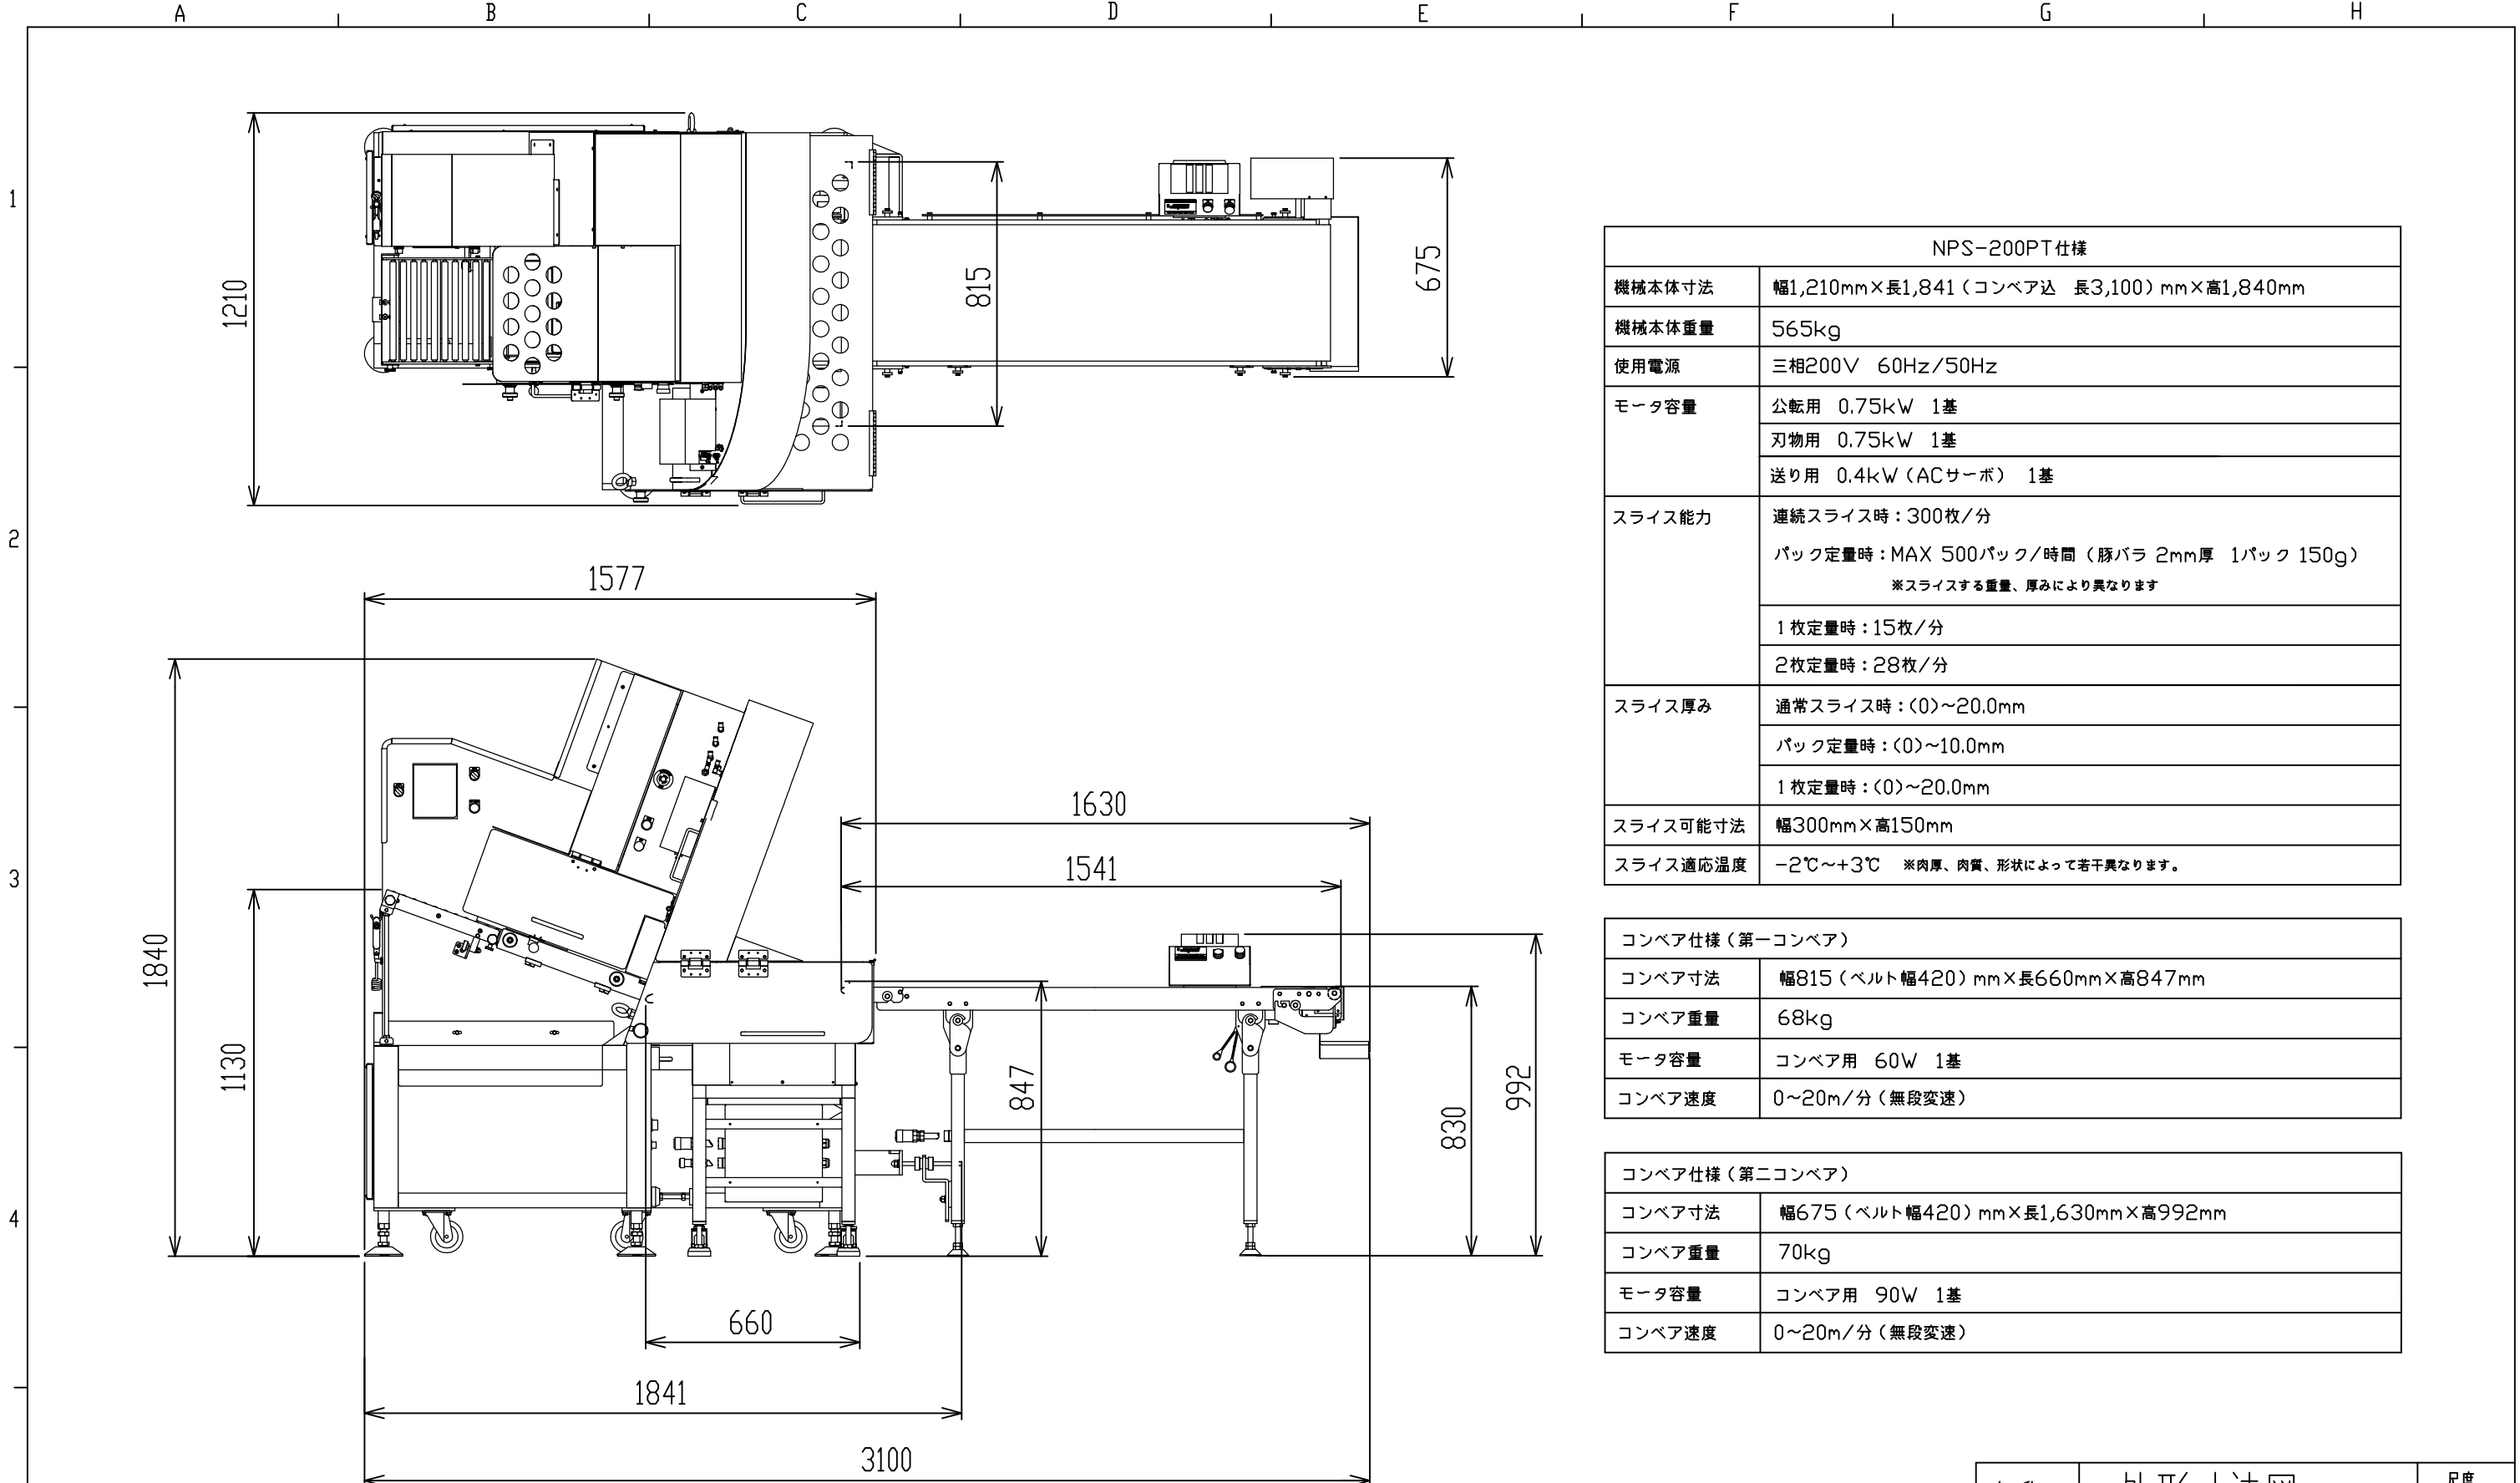 A B C D E F G H
1
2
3
4
1210
815
675
1577
1840
1130
1630
1541
847
830
992
660
1841
3100
NPS-200PT仕様
機械本体寸法 幅1,210mm×長1,841（コンベア込　長3,100）mm×高1,840mm
機械本体重量 565kg
使用電源 三相200V　60Hz/50Hz
モータ容量 公転用　0.75kW　1基
刃物用　0.75kW　1基
送り用　0.4kW（ACサーボ）　1基
スライス能力 連続スライス時：300枚/分
パック定量時：MAX 500パック/時間（豚バラ 2mm厚　1パック 150g）
※スライスする重量、厚みにより異なります
1枚定量時：15枚/分
2枚定量時：28枚/分
スライス厚み 通常スライス時：(0)～20.0mm
パック定量時：(0)～10.0mm
1枚定量時：(0)～20.0mm
スライス可能寸法 幅300mm×高150mm
スライス適応温度 -2℃～+3℃　※肉厚、肉質、形状によって若干異なります。
コンベア仕様（第一コンベア）
コンベア寸法 幅815（ベルト幅420）mm×長660mm×高847mm
コンベア重量 68kg
モータ容量 コンベア用　60W　1基
コンベア速度 0～20m/分（無段変速）
コンベア仕様（第二コンベア）
コンベア寸法 幅675（ベルト幅420）mm×長1,630mm×高992mm
コンベア重量 70kg
モータ容量 コンベア用　90W　1基
コンベア速度 0～20m/分（無段変速）
尺度